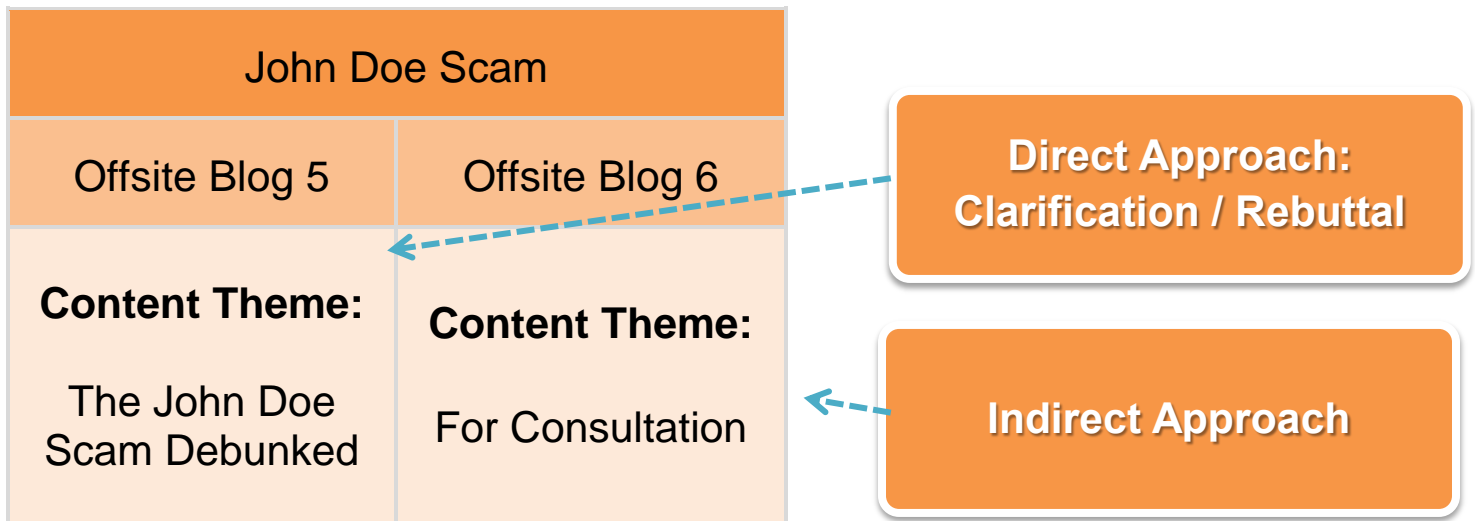 John Doe Scam
Offsite Blog 5
Offsite Blog 6
Content Theme:
The John Doe
Scam Debunked
Content Theme:
For Consultation
Direct Approach:
Clarification / Rebuttal
Indirect Approach